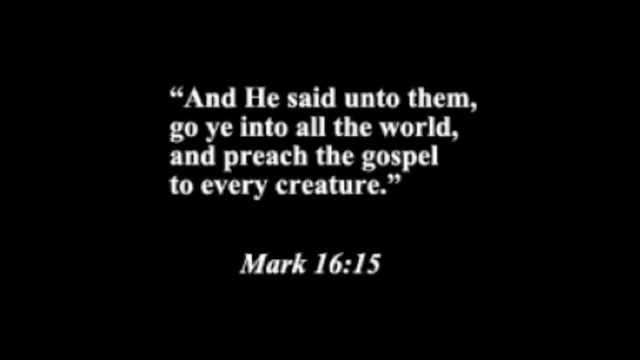 “And He said unto them,
go ye into all the world,
and preach the gospel
to every creature.”
Mark 16:15